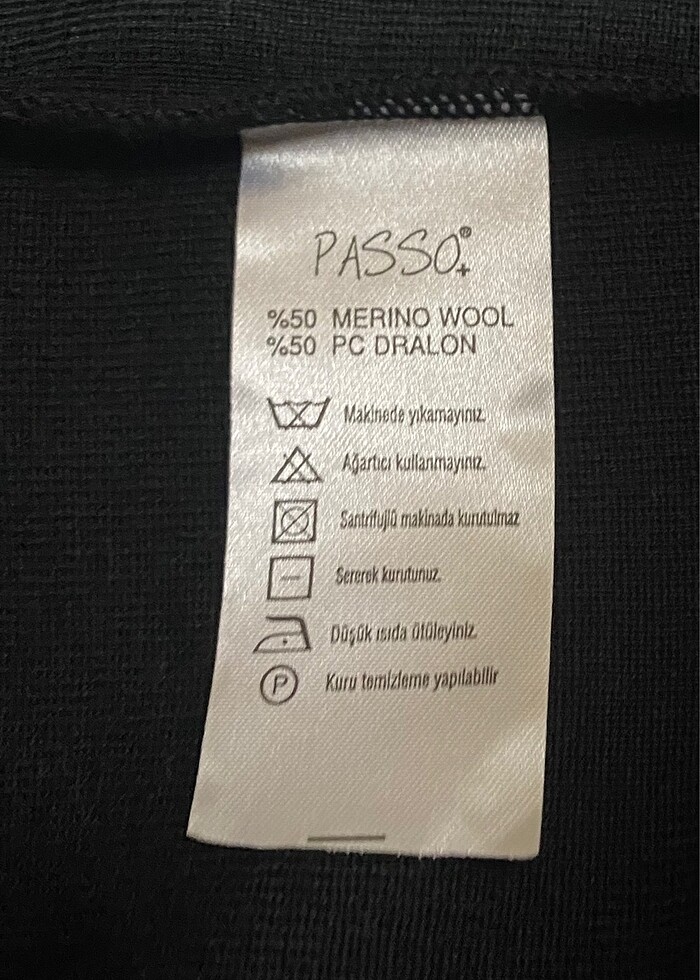 PASSO+®
%50 MERINO WOOL
%50 PC DRALON
Makinede yıkamayınız.
Ağartıcı kullanmayınız.
Santrifujlü makinada kurutulmaz
Sererek kurutunuz.
Düşük ısıda ütüleyiniz.
P Kuru temizleme yapılabilir